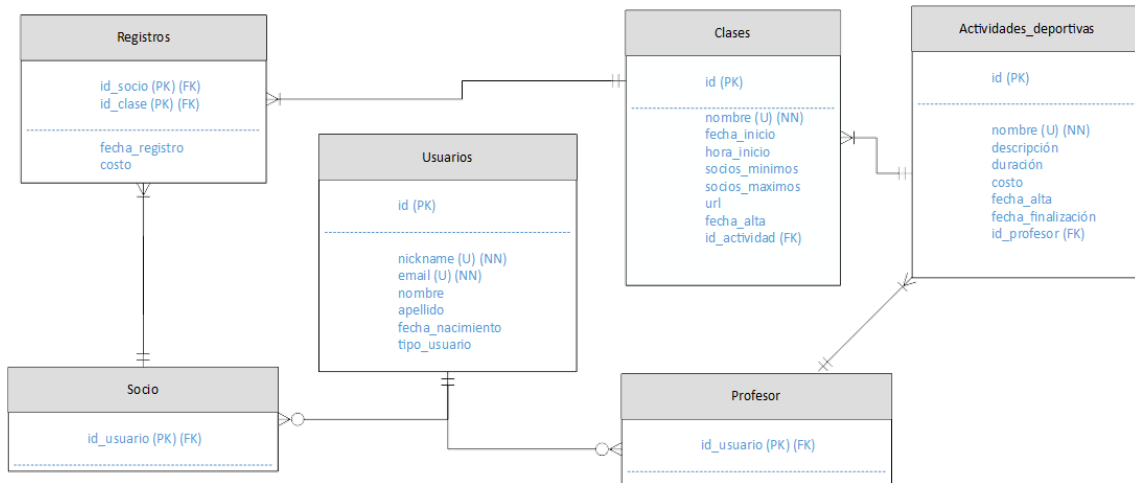 Registros
id_socio (PK) (FK)
id_clase (PK) (FK)
fecha_registro
costo
Usuarios
id (PK)
nickname (U) (NN)
email (U) (NN)
nombre
apellido
fecha_nacimiento
tipo_usuario
Clases
id (PK)
nombre (U) (NN)
fecha_inicio
hora_inicio
socios_minimos
socios_maximos
url
fecha_alta
id_actividad (FK)
Actividades_deportivas
id (PK)
nombre (U) (NN)
descripción
duración
costo
fecha_alta
fecha_finalización
id_profesor (FK)
Socio
id_usuario (PK) (FK)
Profesor
id_usuario (PK) (FK)